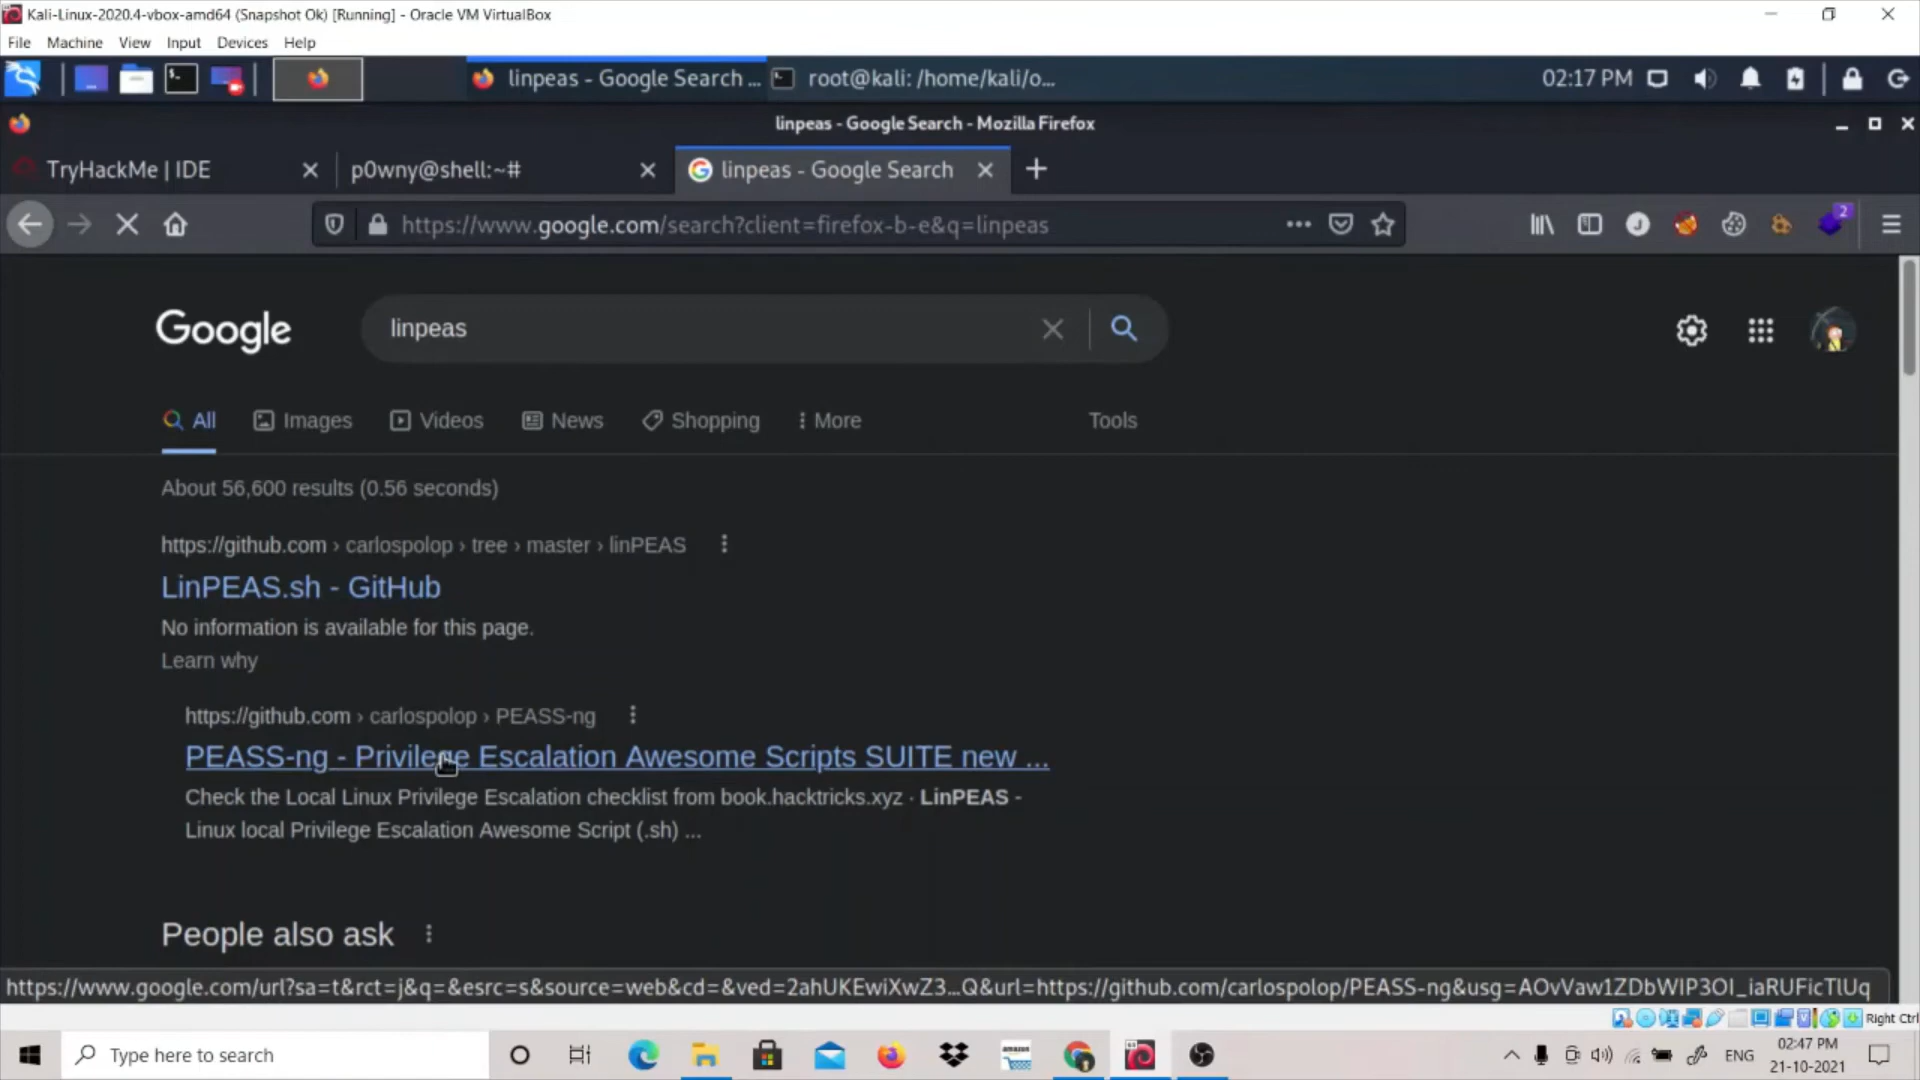 Kali-Linux-2020.4-vbox-amd64 (Snapshot Ok) [Running] - Oracle VM VirtualBox
File Machine View Input Devices Help
linpeas - Google Search ... root@kali: /home/kali/o... 02:17 PM
linpeas - Google Search - Mozilla Firefox
TryHackMe | IDE p0wny@shell:~# linpeas - Google Search
https://www.google.com/search?client=firefox-b-e&q=linpeas
2
Google linpeas
All Images Videos News Shopping More Tools
About 56,600 results (0.56 seconds)
https://github.com › carlospolop › tree › master › linPEAS
LinPEAS.sh - GitHub
No information is available for this page.
Learn why
https://github.com › carlospolop › PEASS-ng
PEASS-ng - Privilege Escalation Awesome Scripts SUITE new ...
Check the Local Linux Privilege Escalation checklist from book.hacktricks.xyz · LinPEAS -
Linux local Privilege Escalation Awesome Script (.sh) ...
People also ask
https://www.google.com/url?sa=t&rct=j&q=&esrc=s&source=web&cd=&ved=2ahUKEwiXwZ3...Q&url=https://github.com/carlospolop/PEASS-ng&usg=AOvVaw1ZDbWIP3OI_iaRUFicTlUq
Right Ctrl
Type here to search
amazon
ENG
02:47 PM
21-10-2021